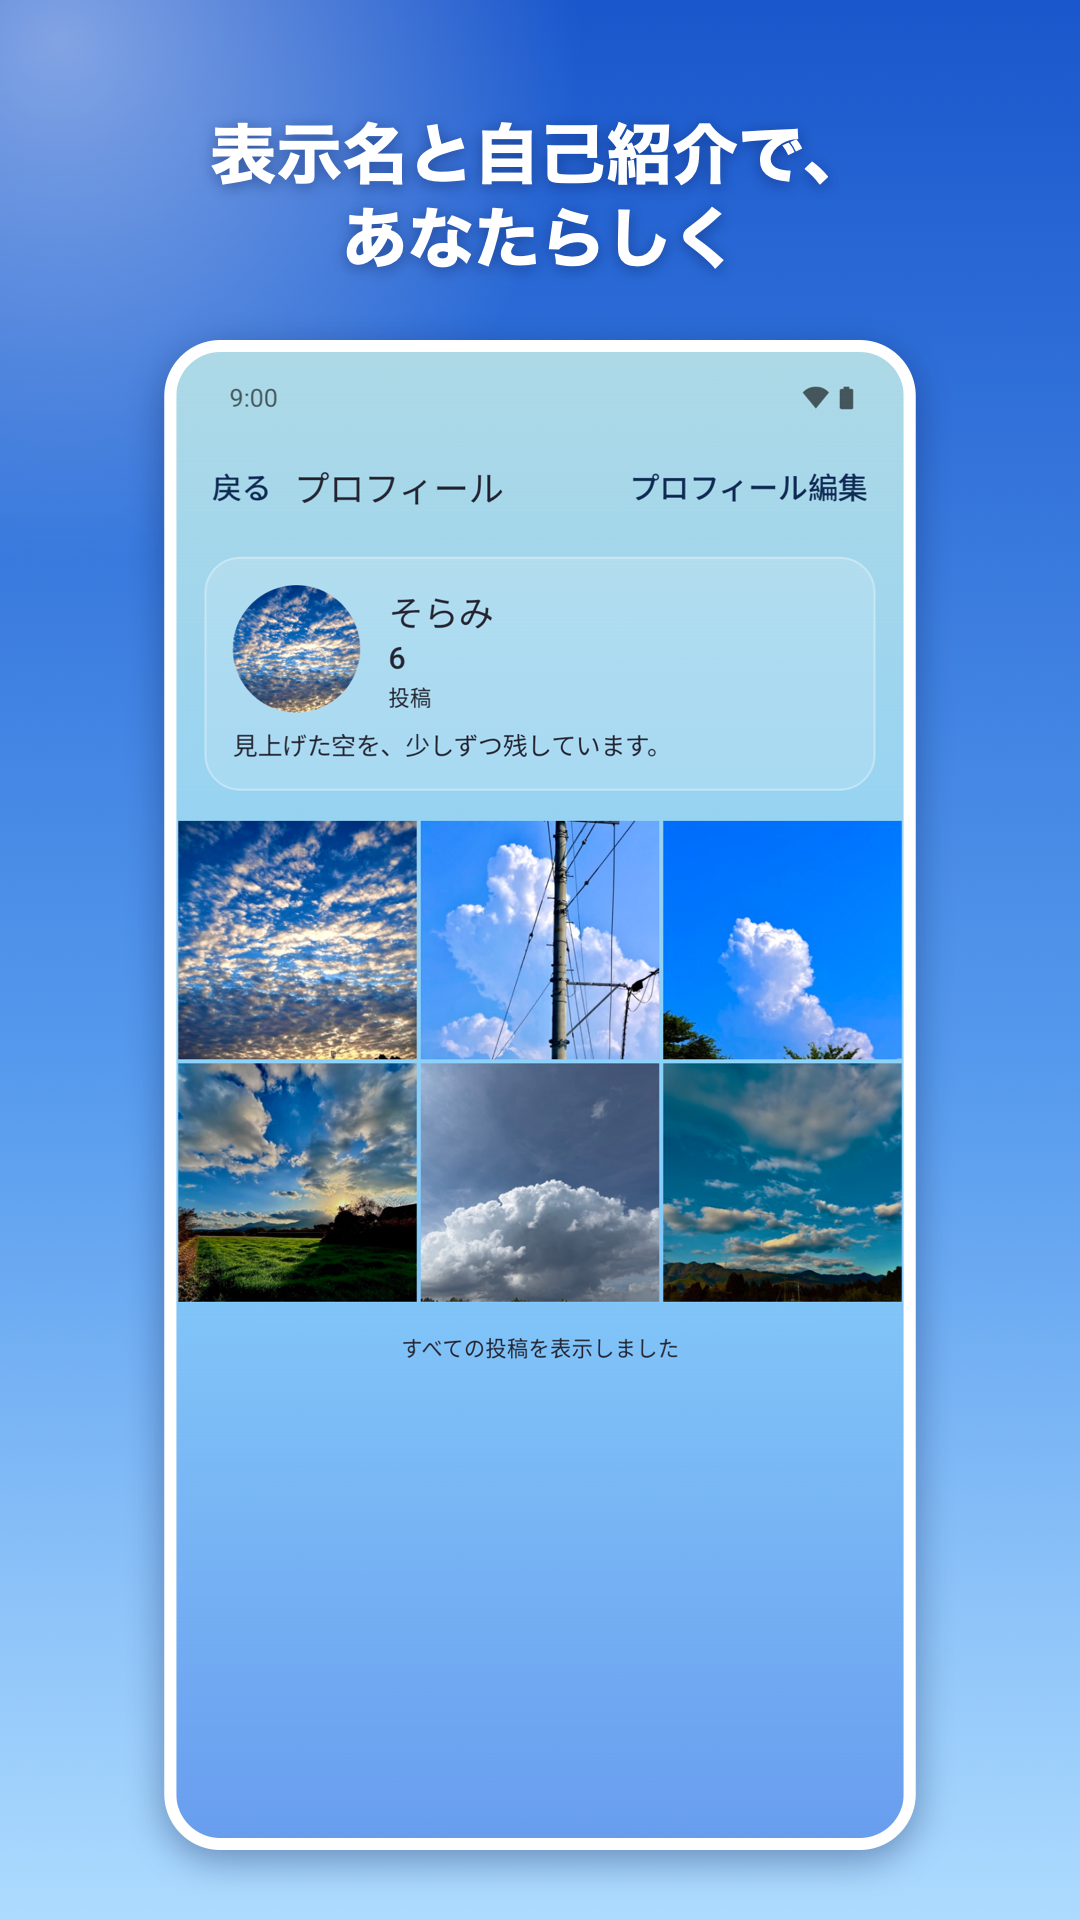 表示名と自己紹介で、
あなたらしく
9:00
戻る プロフィール プロフィール編集
そらみ
6
投稿
見上げた空を、少しずつ残しています。
すべての投稿を表示しました